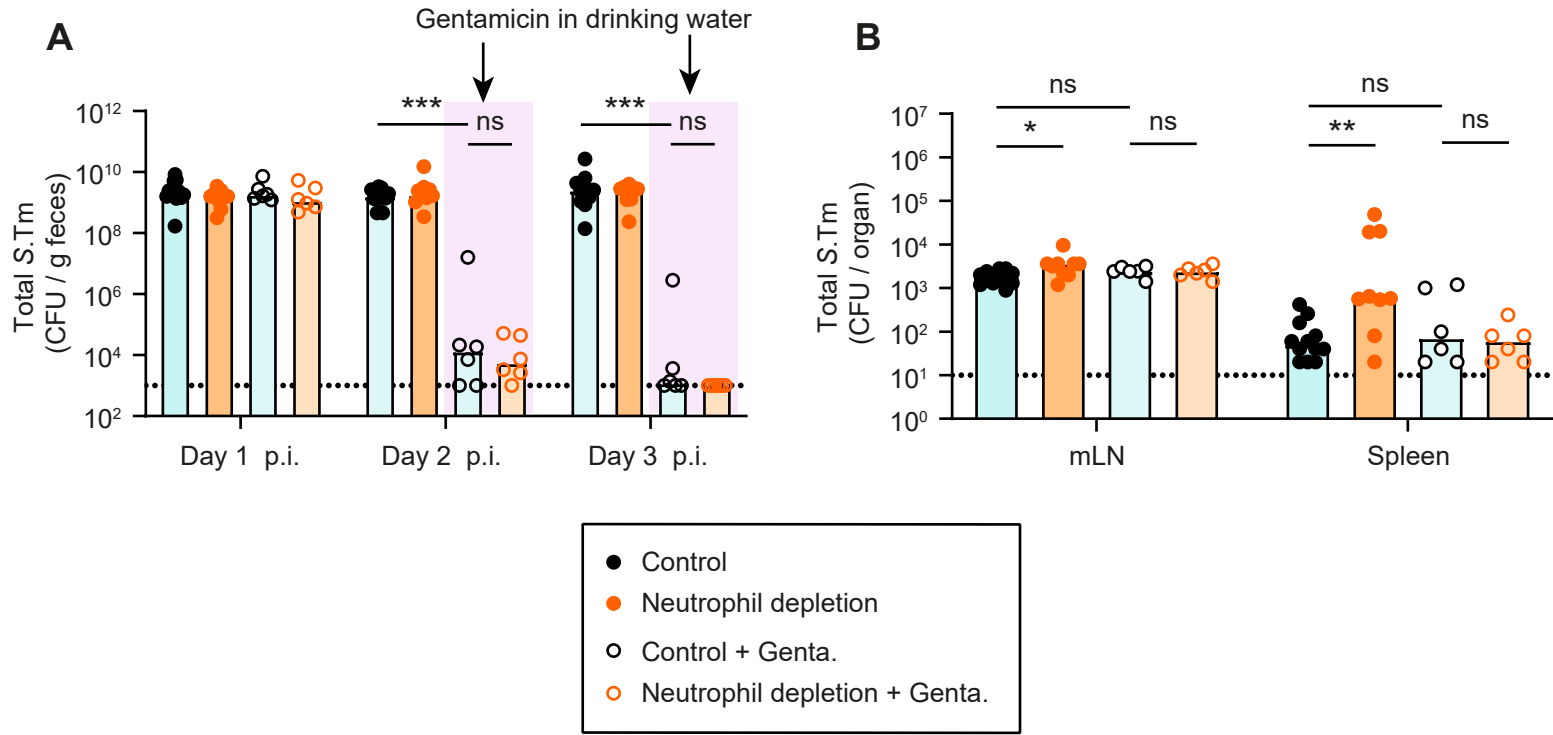 A
Gentamicin in drinking water
Total S.Tm
(CFU / g feces)
10¹²
10¹⁰
10⁸
10⁶
10⁴
10²
***
ns
***
ns
Day 1 p.i.
Day 2 p.i.
Day 3 p.i.
B
Total S.Tm
(CFU / organ)
10⁷
10⁶
10⁵
10⁴
10³
10²
10¹
10⁰
ns
*
ns
ns
**
ns
mLN
Spleen
Control
Neutrophil depletion
Control + Genta.
Neutrophil depletion + Genta.